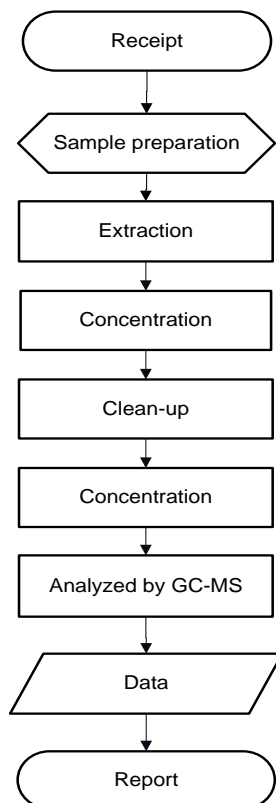 Receipt
Sample preparation
Extraction
Concentration
Clean-up
Concentration
Analyzed by GC-MS
Data
Report